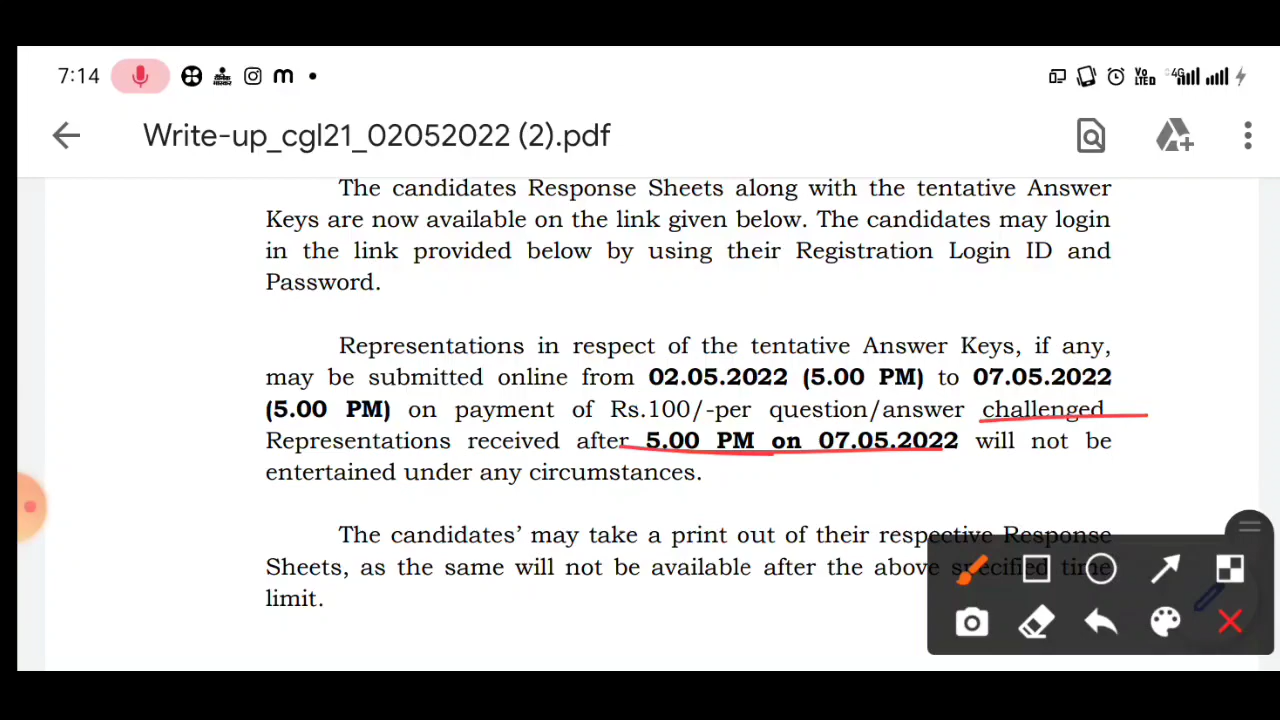 7:14 m 4G Vo LTED
Write-up_cgl21_02052022 (2).pdf
The candidates Response Sheets along with the tentative Answer
Keys are now available on the link given below. The candidates may login
in the link provided below by using their Registration Login ID and
Password.
Representations in respect of the tentative Answer Keys, if any,
may be submitted online from 02.05.2022 (5.00 PM) to 07.05.2022
(5.00 PM) on payment of Rs.100/-per question/answer challenged
Representations received after 5.00 PM on 07.05.2022 will not be
entertained under any circumstances.
The candidates’ may take a print out of their respective Response
Sheets, as the same will not be available after the above specified time
limit.